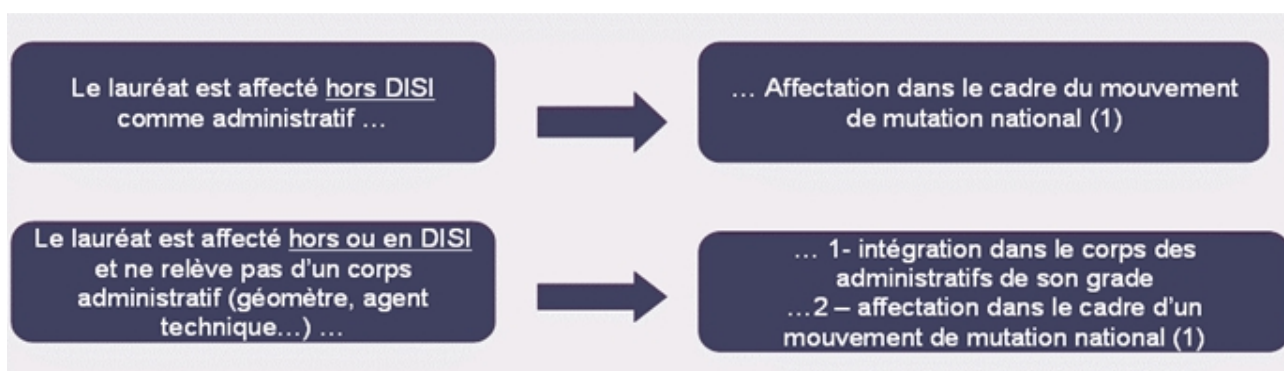 Le lauréat est affecté hors DISI
comme administratif …
… Affectation dans le cadre du mouvement
de mutation national (1)
Le lauréat est affecté hors ou en DISI
et ne relève pas d’un corps
administratif (géomètre, agent
technique…) …
… 1- intégration dans le corps des
administratifs de son grade
…2 – affectation dans le cadre d’un
mouvement de mutation national (1)